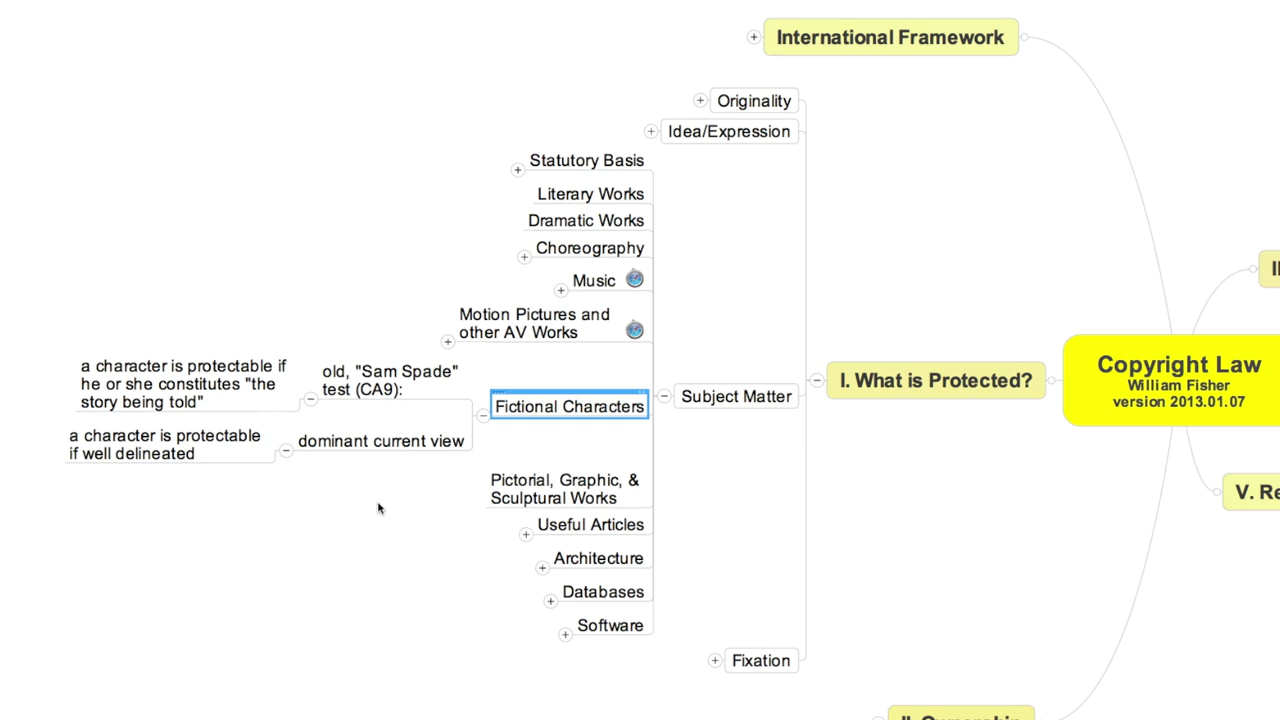 International Framework
Originality
Idea/Expression
Statutory Basis
Literary Works
Dramatic Works
Choreography
Music
Motion Pictures and
other AV Works
a character is protectable if
he or she constitutes "the
story being told"
old, "Sam Spade"
test (CA9):
Fictional Characters
a character is protectable
if well delineated
dominant current view
Subject Matter
I. What is Protected?
Copyright Law
William Fisher
version 2013.01.07
Pictorial, Graphic, &
Sculptural Works
Useful Articles
Architecture
Databases
Software
Fixation
V. Re